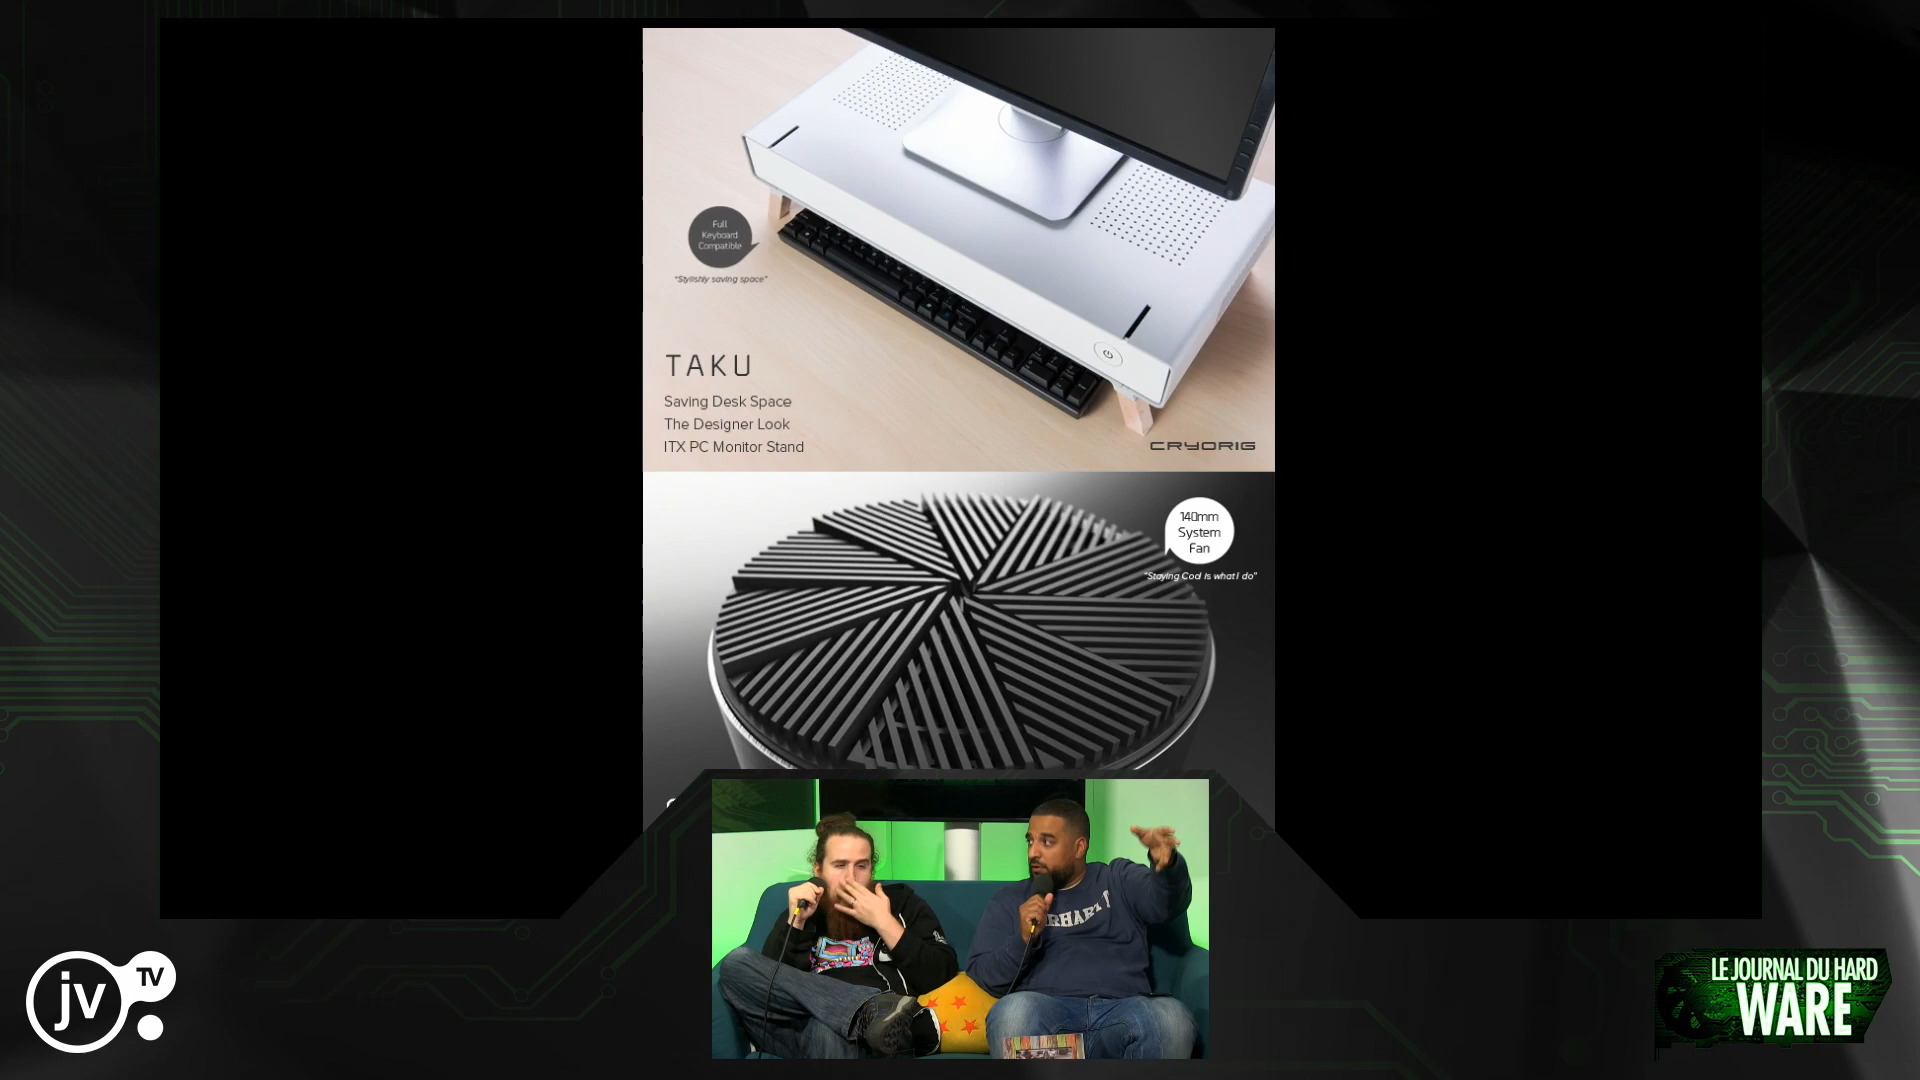 Full
Keyboard
Compatible
"Stylishly saving space"
TAKU
Saving Desk Space
The Designer Look
ITX PC Monitor Stand
CRYORIG
140mm
System
Fan
"Staying Cool is what I do"
jv
TV
LE JOURNAL DU HARD
WARE